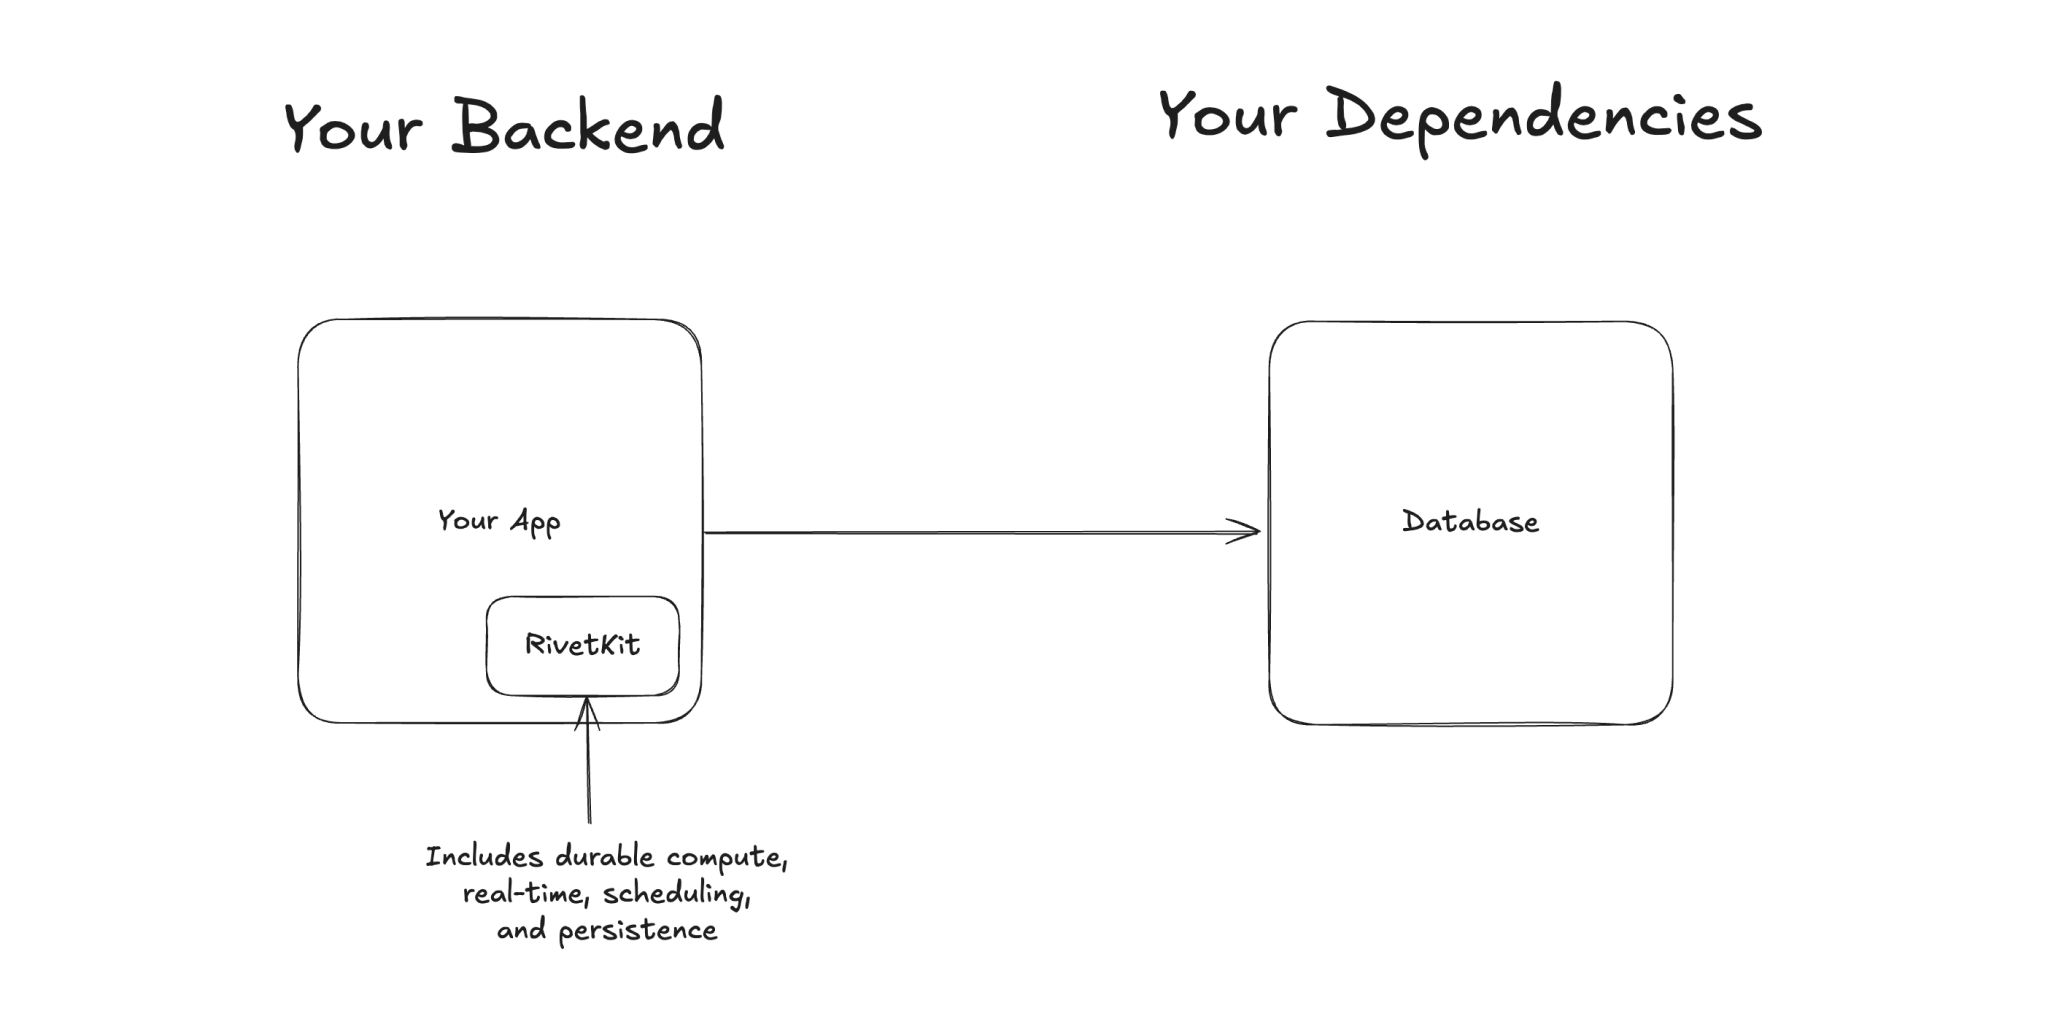 Your Backend
Your Dependencies
Your App
Database
RivetKit
Includes durable compute,
real-time, scheduling,
and persistence